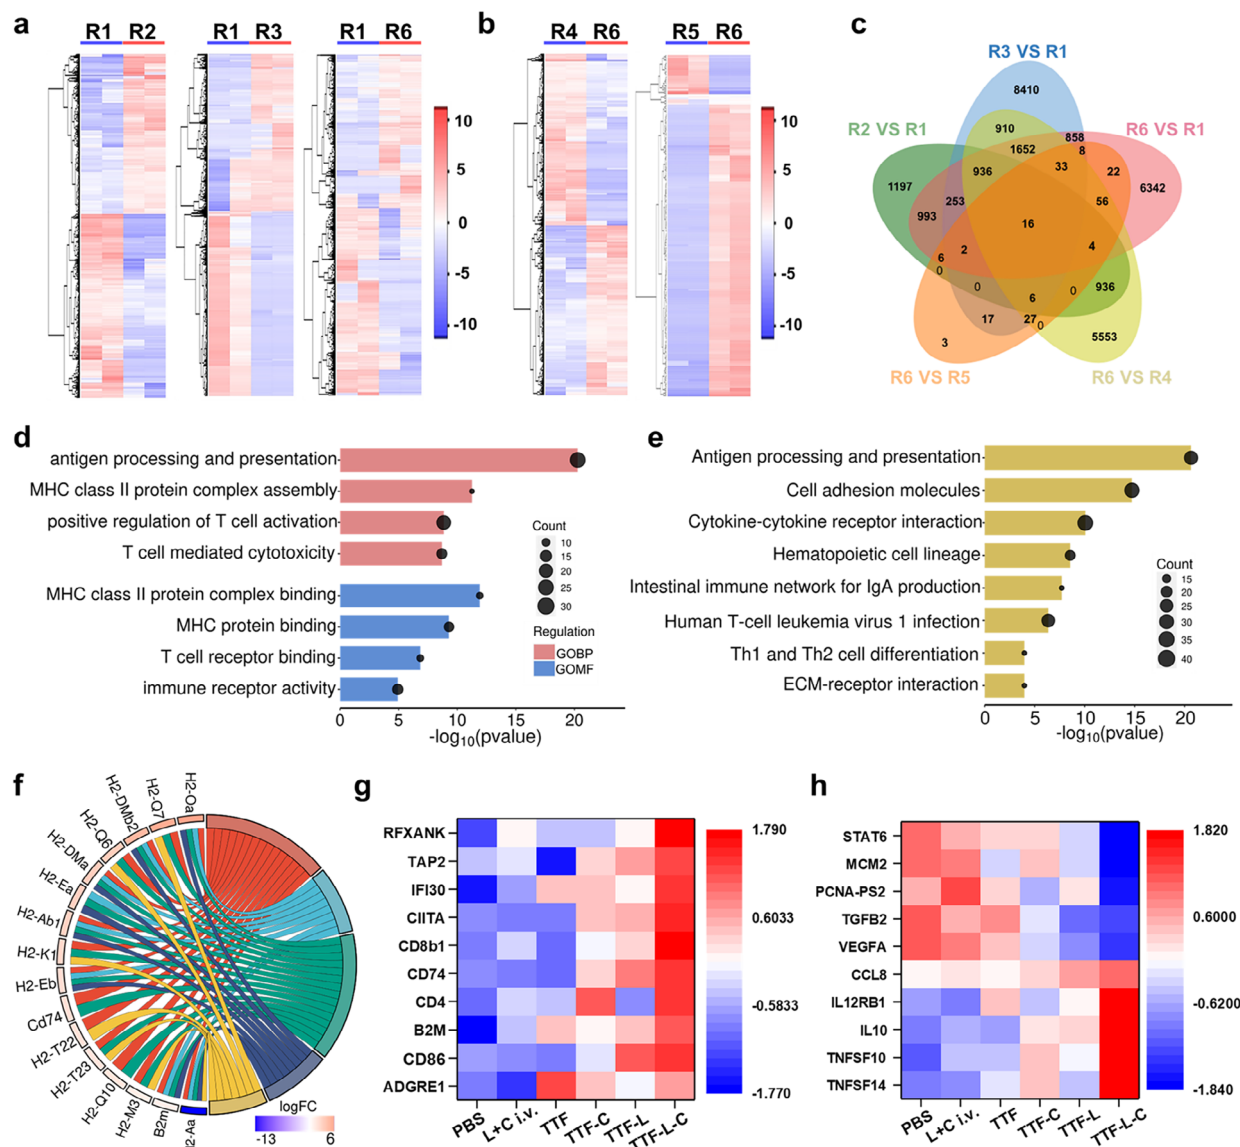 a
R1 R2
R1 R3
R1 R6
10
5
0
-5
-10
b
R4 R6
R5 R6
10
5
0
-5
-10
c
R3 VS R1
R2 VS R1
R6 VS R1
8410
910
858
1652
8
936
33
22
1197
253
56
6342
993
16
2
4
6
0
0
0
936
6
17
27
0
3
5553
R6 VS R5
R6 VS R4
d
antigen processing and presentation
MHC class II protein complex assembly
positive regulation of T cell activation
T cell mediated cytotoxicity
MHC class II protein complex binding
MHC protein binding
T cell receptor binding
immune receptor activity
0 5 10 15 20
-log10(pvalue)
Count
10
15
20
25
30
Regulation
GOBP
GOMF
e
Antigen processing and presentation
Cell adhesion molecules
Cytokine-cytokine receptor interaction
Hematopoietic cell lineage
Intestinal immune network for IgA production
Human T-cell leukemia virus 1 infection
Th1 and Th2 cell differentiation
ECM-receptor interaction
0 5 10 15 20
-log10(pvalue)
Count
15
20
25
30
35
40
f
H2-Oa
H2-Q7
H2-DMb2
H2-Q6
H2-DMa
H2-Ea
H2-Ab1
H2-K1
H2-Eb
Cd74
H2-T22
H2-T23
H2-Q10
H2-M3
B2m
logFC
-13 6
g
RFXANK
TAP2
IFI30
CIITA
CD8b1
CD74
CD4
B2M
CD86
ADGRE1
PBS
L+C i.v.
TTF
TTF-C
TTF-L
TTF-L-C
1.790
0.6033
-0.5833
-1.770
h
STAT6
MCM2
PCNA-PS2
TGFB2
VEGFA
CCL8
IL12RB1
IL10
TNFSF10
TNFSF14
PBS
L+C i.v.
TTF
TTF-C
TTF-L
TTF-L-C
1.820
0.6000
-0.6200
-1.840